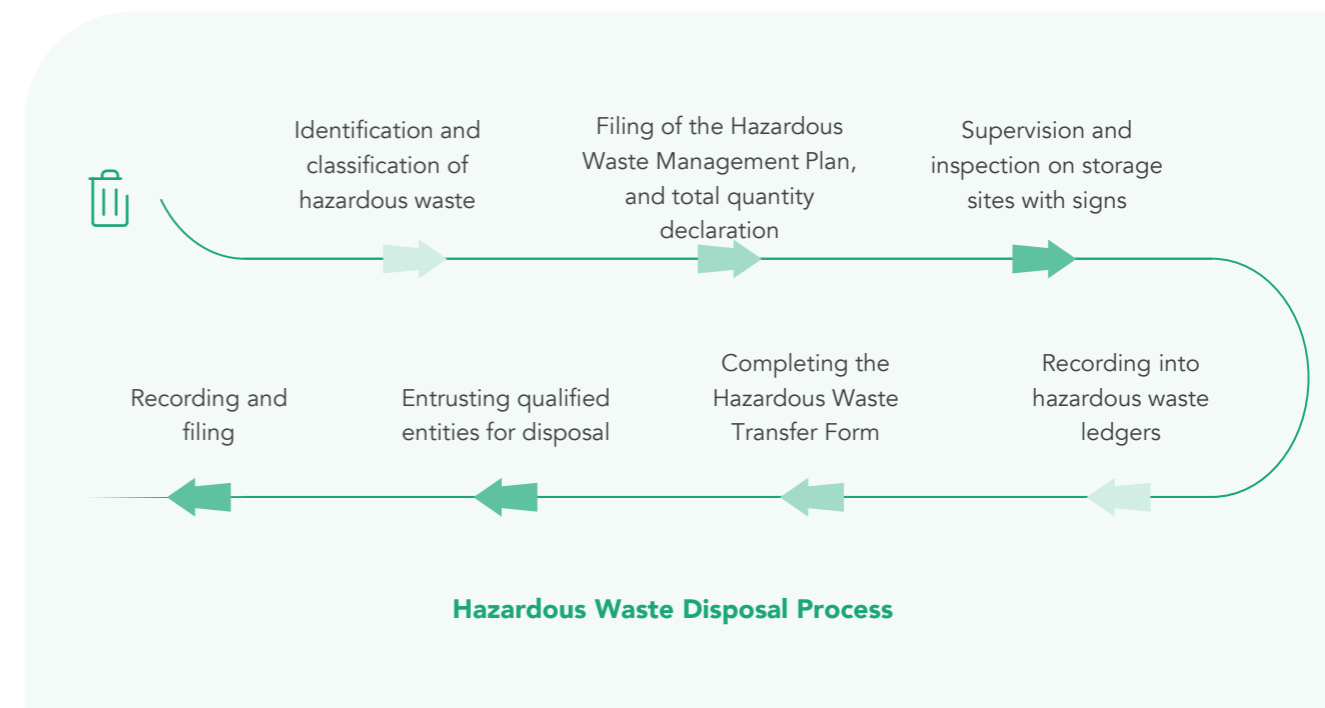 Identification and
classification of
hazardous waste
Filing of the Hazardous
Waste Management Plan,
and total quantity
declaration
Supervision and
inspection on storage
sites with signs
Recording into
hazardous waste
ledgers
Completing the
Hazardous Waste
Transfer Form
Entrusting qualified
entities for disposal
Recording and
filing
Hazardous Waste Disposal Process